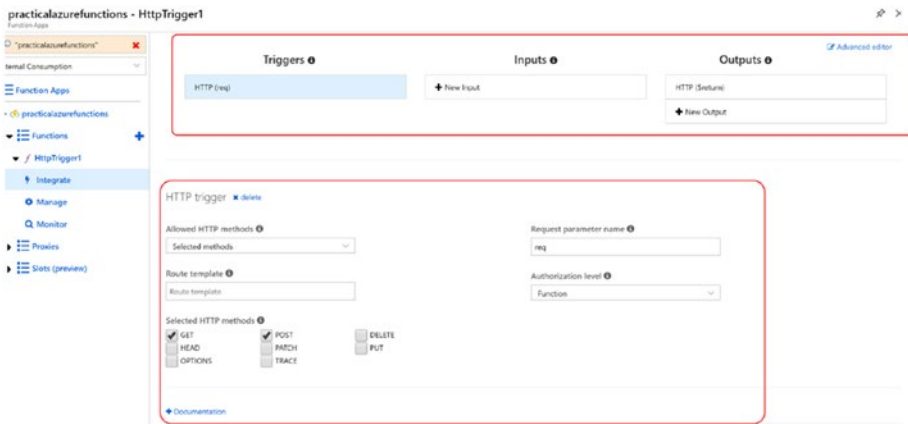 practicalazurefunctions - HttpTrigger1
Function Apps
"practicalazurefunctions"
ternal Consumption
Function Apps
practicalazurefunctions
Functions
HttpTrigger1
Integrate
Manage
Monitor
Proxies
Slots (preview)
Advanced editor
Triggers
Inputs
Outputs
HTTP (req)
New Input
HTTP ($return)
New Output
HTTP trigger delete
Allowed HTTP methods
Selected methods
Request parameter name
req
Route template
Route template
Authorization level
Function
Selected HTTP methods
GET
POST
DELETE
HEAD
PATCH
PUT
OPTIONS
TRACE
Documentation